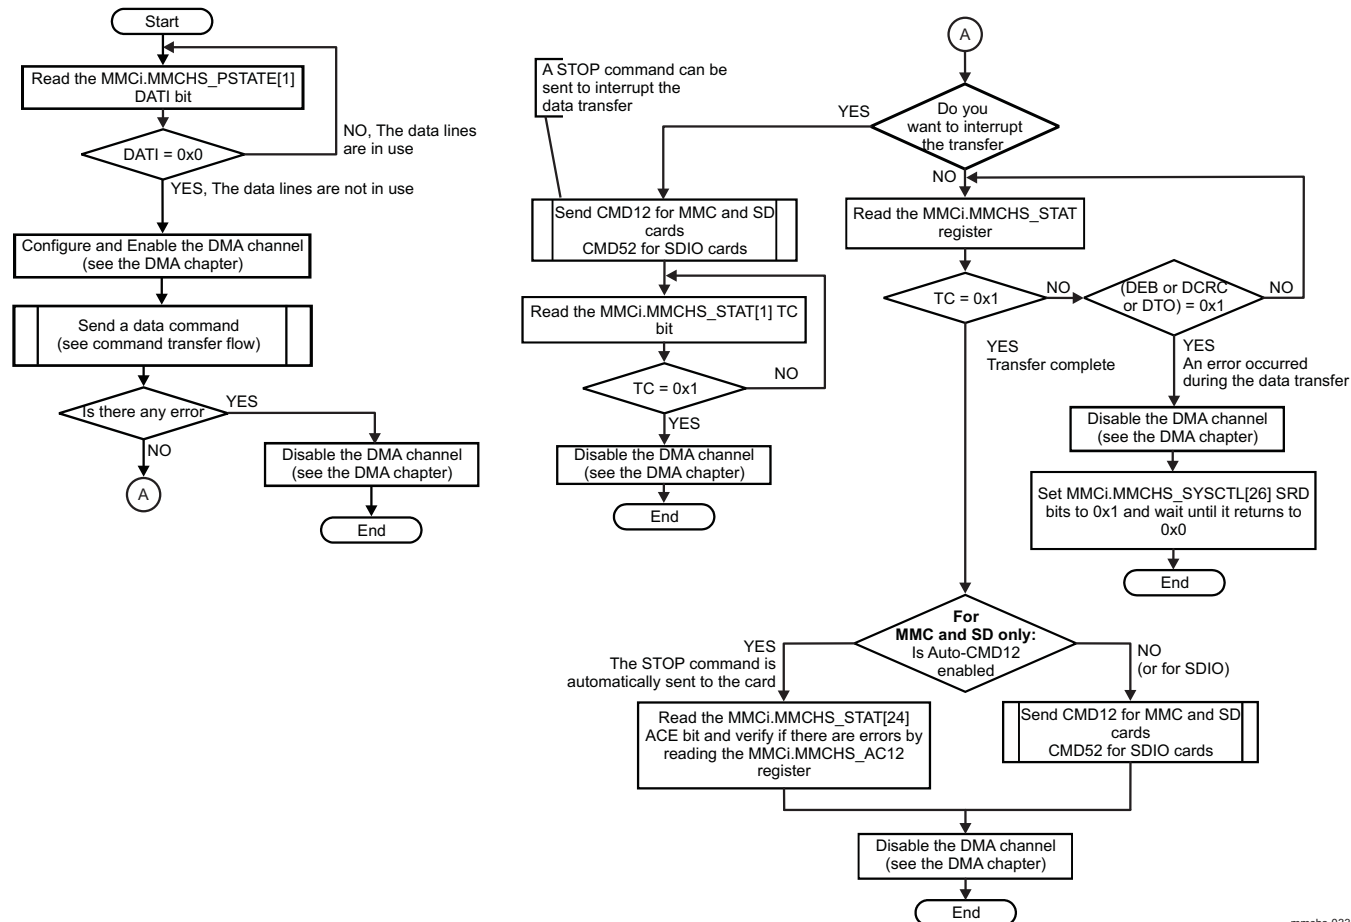 Start
Read the MMCi.MMCHS_PSTATE[1]
DATI bit
DATI = 0x0
NO, The data lines
are in use
YES, The data lines are not in use
Configure and Enable the DMA channel
(see the DMA chapter)
Send a data command
(see command transfer flow)
Is there any error
YES
NO
A
Disable the DMA channel
(see the DMA chapter)
End
A
A STOP command can be
sent to interrupt the
data transfer
Do you
want to interrupt
the transfer
YES
NO
Send CMD12 for MMC and SD
cards
CMD52 for SDIO cards
Read the MMCi.MMCHS_STAT[1] TC
bit
TC = 0x1
NO
YES
Disable the DMA channel
(see the DMA chapter)
End
Read the MMCi.MMCHS_STAT
register
TC = 0x1
NO
YES
Transfer complete
(DEB or DCRC
or DTO) = 0x1
NO
YES
An error occurred
during the data transfer
Disable the DMA channel
(see the DMA chapter)
Set MMCi.MMCHS_SYSCTL[26] SRD
bits to 0x1 and wait until it returns to
0x0
End
For
MMC and SD only:
Is Auto-CMD12
enabled
YES
The STOP command is
automatically sent to the card
NO
(or for SDIO)
Read the MMCi.MMCHS_STAT[24]
ACE bit and verify if there are errors by
reading the MMCi.MMCHS_AC12
register
Send CMD12 for MMC and SD
cards
CMD52 for SDIO cards
Disable the DMA channel
(see the DMA chapter)
End